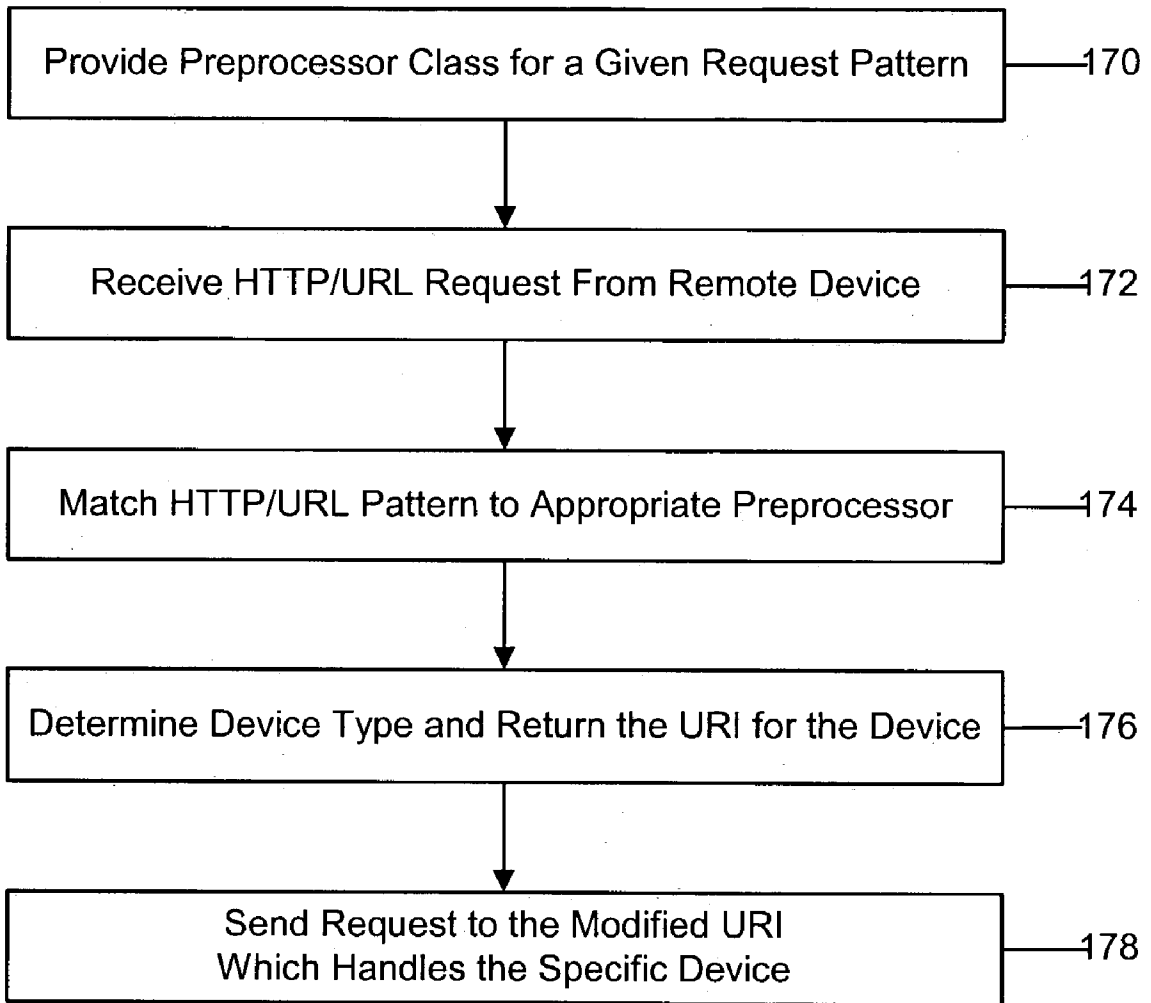 Provide Preprocessor Class for a Given Request Pattern
170
Receive HTTP/URL Request From Remote Device
172
Match HTTP/URL Pattern to Appropriate Preprocessor
174
Determine Device Type and Return the URI for the Device
176
Send Request to the Modified URI
Which Handles the Specific Device
178